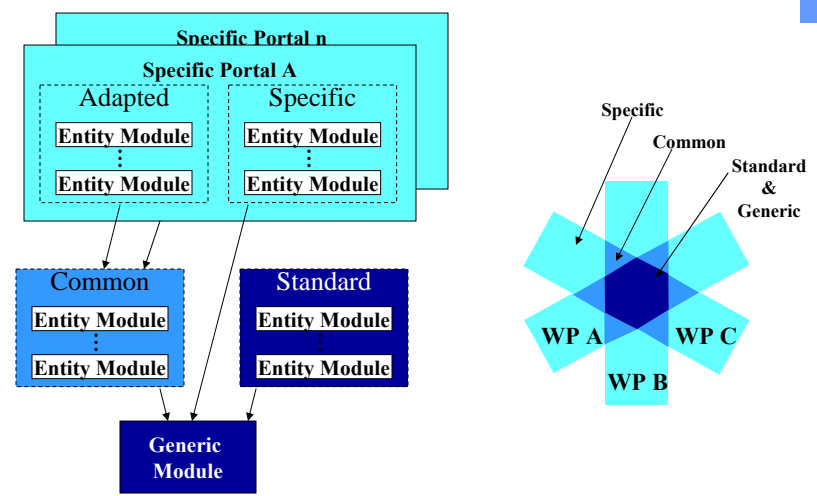 Specific Portal n
Specific Portal A
Adapted
Specific
Entity Module
Entity Module
Entity Module
Entity Module
Common
Standard
Entity Module
Entity Module
Entity Module
Entity Module
Generic
Module
Specific
Common
Standard
&
Generic
WP A
WP C
WP B